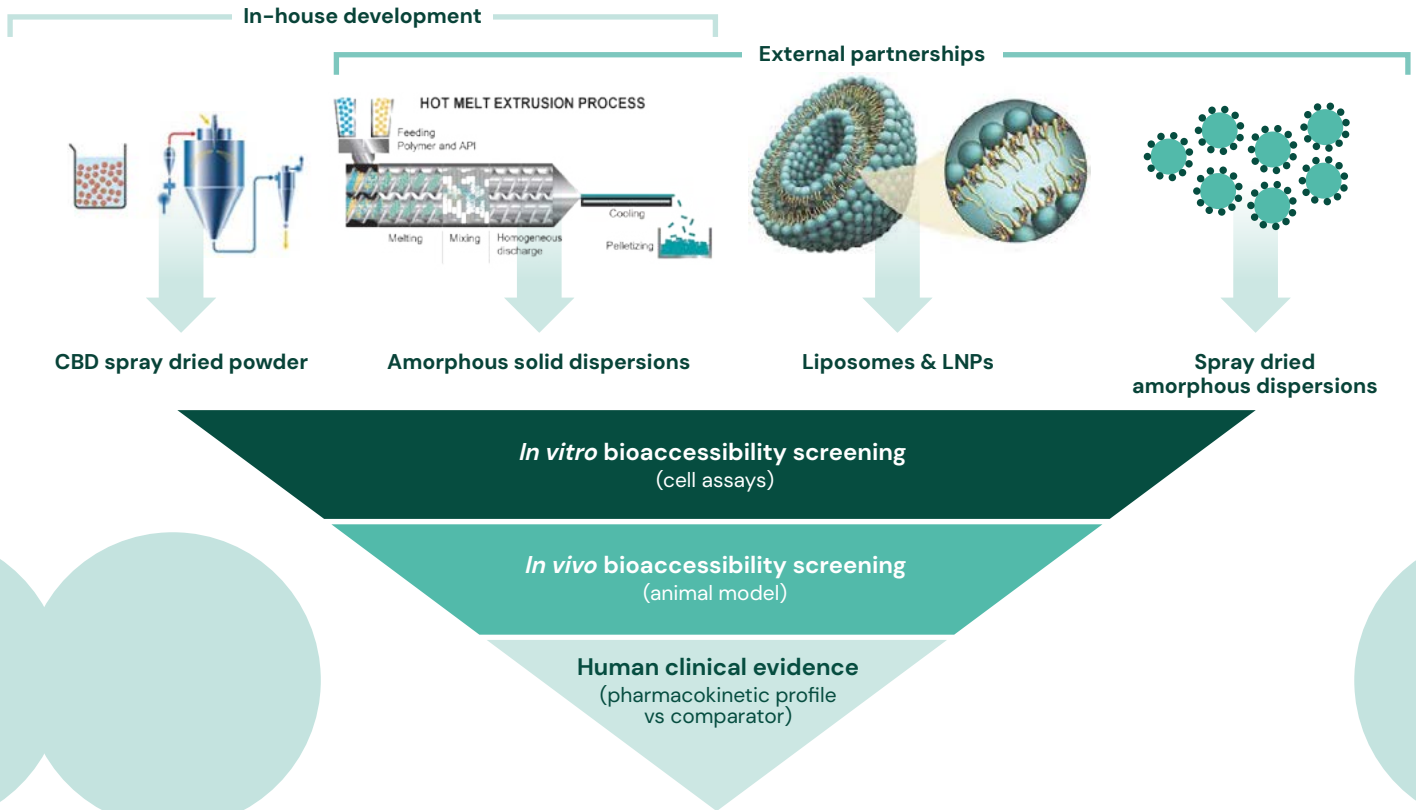 In-house development
External partnerships
HOT MELT EXTRUSION PROCESS
Feeding
Polymer and API
Melting
Mixing
Homogeneous
discharge
Cooling
Pelletizing
CBD spray dried powder
Amorphous solid dispersions
Liposomes & LNPs
Spray dried
amorphous dispersions
In vitro bioaccessibility screening
(cell assays)
In vivo bioaccessibility screening
(animal model)
Human clinical evidence
(pharmacokinetic profile
vs comparator)